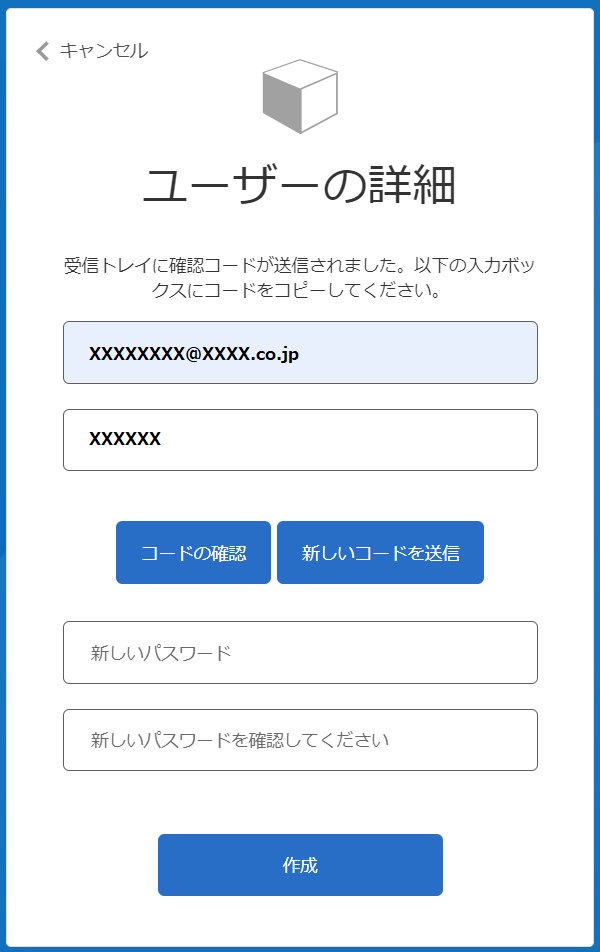 キャンセル
ユーザーの詳細
受信トレイに確認コードが送信されました。以下の入力ボッ
クスにコードをコピーしてください。
XXXXXXXX@XXXX.co.jp
XXXXXX
コードの確認 新しいコードを送信
新しいパスワード
新しいパスワードを確認してください
作成